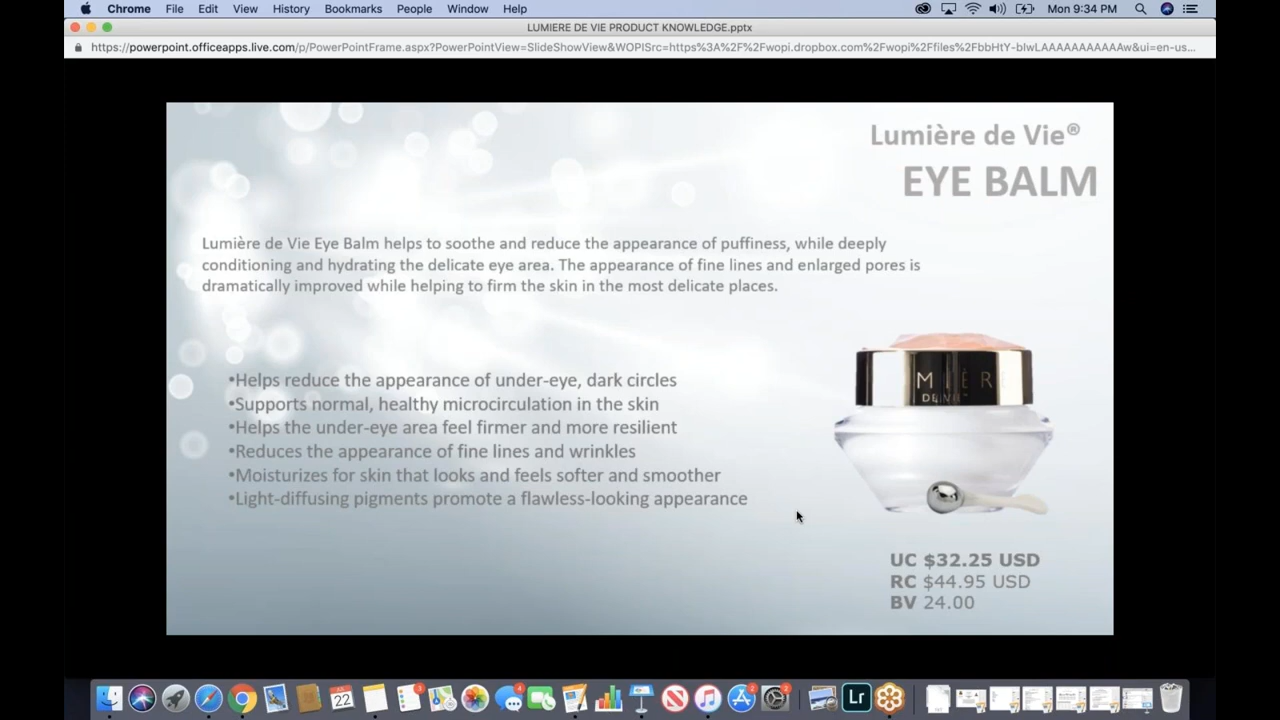 Chrome File Edit View History Bookmarks People Window Help Mon 9:34 PM
LUMIERE DE VIE PRODUCT KNOWLEDGE.pptx
https://powerpoint.officeapps.live.com/p/PowerPointFrame.aspx?PowerPointView=SlideShowView&WOPISrc=https%3A%2F%2Fwopi.dropbox.com%2Fwopi%2Ffiles%2FbbHtY-blwLAAAAAAAAAAAw&ui=en-us...
Lumière de Vie®
EYE BALM
Lumière de Vie Eye Balm helps to soothe and reduce the appearance of puffiness, while deeply
conditioning and hydrating the delicate eye area. The appearance of fine lines and enlarged pores is
dramatically improved while helping to firm the skin in the most delicate places.
•Helps reduce the appearance of under-eye, dark circles
•Supports normal, healthy microcirculation in the skin
•Helps the under-eye area feel firmer and more resilient
•Reduces the appearance of fine lines and wrinkles
•Moisturizes for skin that looks and feels softer and smoother
•Light-diffusing pigments promote a flawless-looking appearance
MIÈR
DE VIE
UC $32.25 USD
RC $44.95 USD
BV 24.00
22
Lr